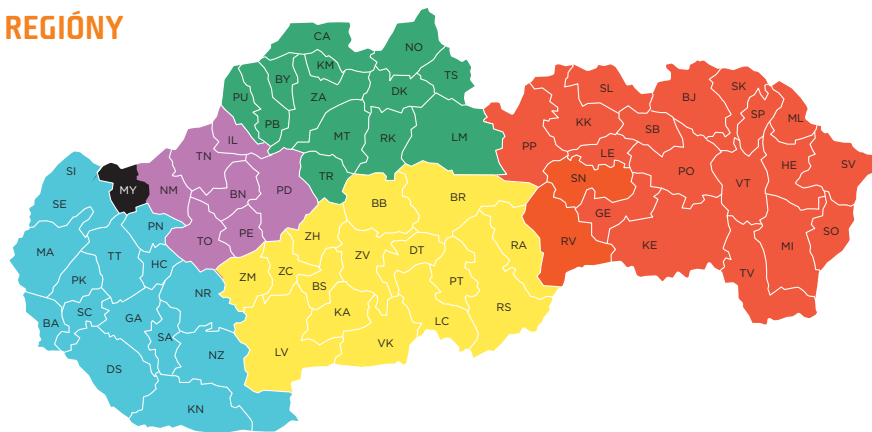 REGIÓNY
CA
NO
KM
BY
TS
PU
ZA
DK
PB
MT
RK
LM
IL
TN
TR
PD
NM
BN
TO
PE
MY
SI
SE
PN
MA
TT
HC
PK
NR
BA
SC
GA
SA
NZ
DS
KN
BB
BR
ZH
ZV
DT
RA
ZM
ZC
BS
PT
KA
LC
RS
LV
VK
SL
BJ
SK
SP
ML
PP
KK
SB
LE
SN
PO
VT
HE
SV
GE
RV
KE
MI
SO
TV